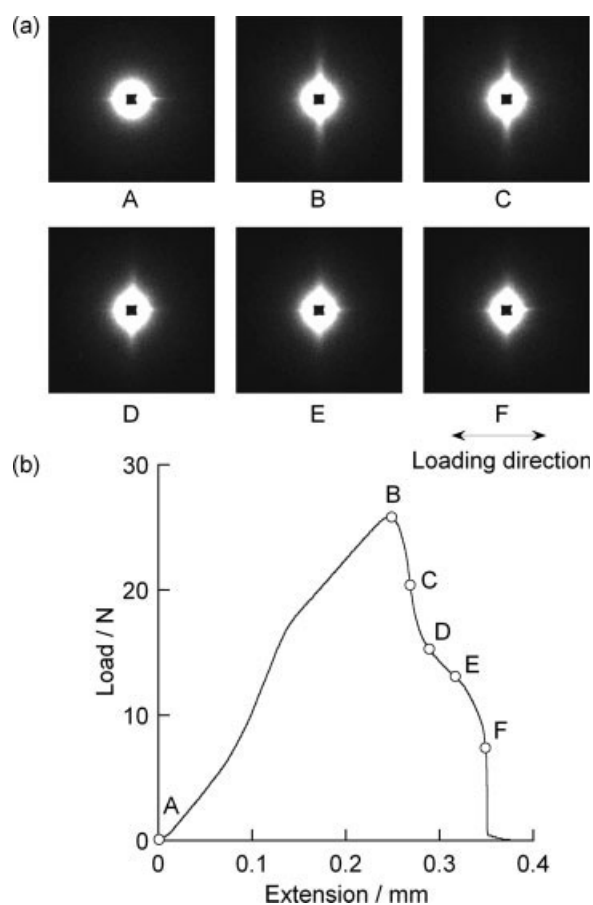 (a)
A B C
D E F
Loading direction
(b)
30
B
C
20
D
E
10
F
A
0
0 0.1 0.2 0.3 0.4
Load / N
Extension / mm